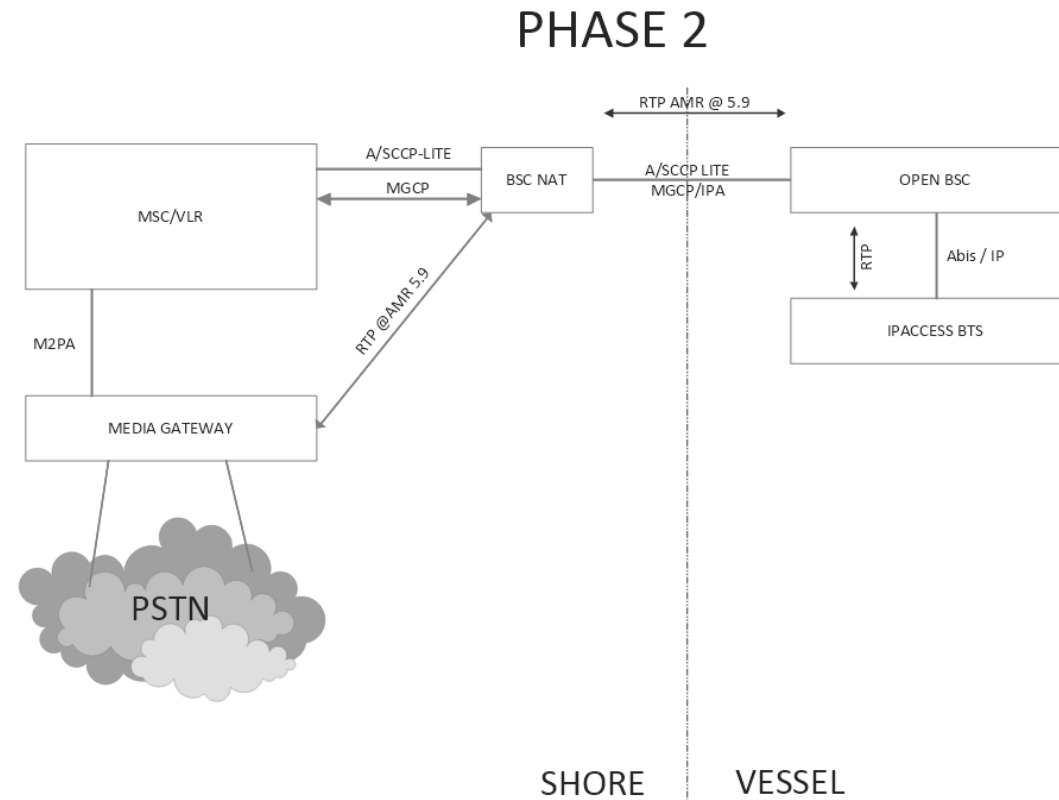 PHASE 2
RTP AMR @ 5.9
A/SCCP-LITE
MGCP
BSC NAT
A/SCCP LITE
MGCP/IPA
OPEN BSC
MSC/VLR
RTP
Abis / IP
RTP @AMR 5.9
IPACCESS BTS
M2PA
MEDIA GATEWAY
PSTN
SHORE
VESSEL